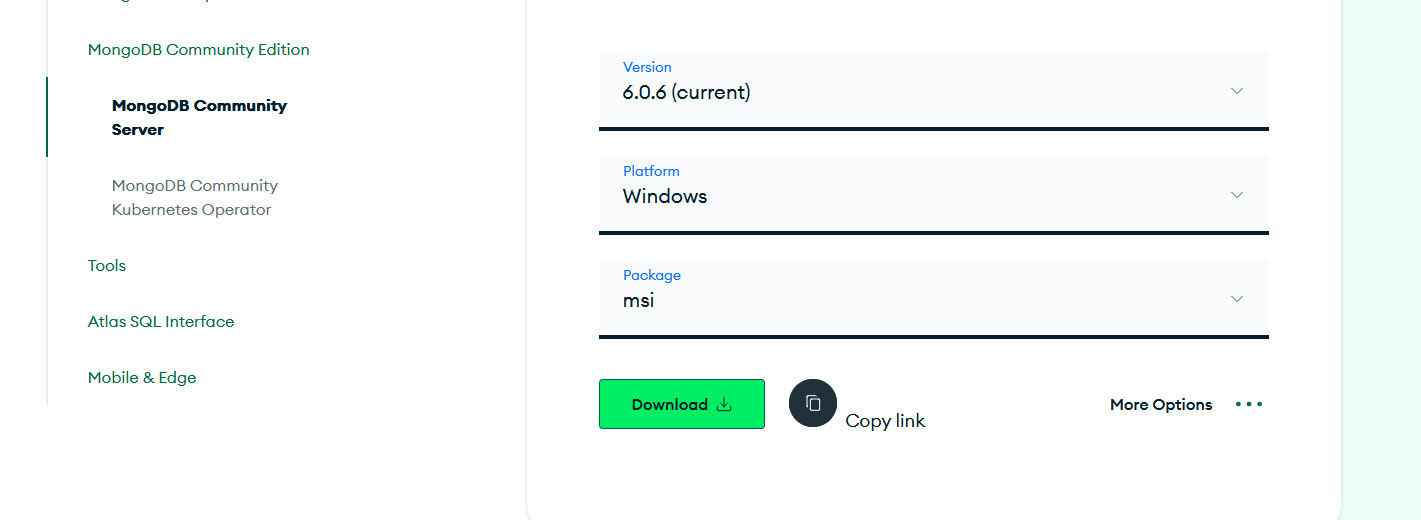 MongoDB Community Edition
MongoDB Community
Server
MongoDB Community
Kubernetes Operator
Tools
Atlas SQL Interface
Mobile & Edge
Version
6.0.6 (current)
Platform
Windows
Package
msi
Download
Copy link
More Options